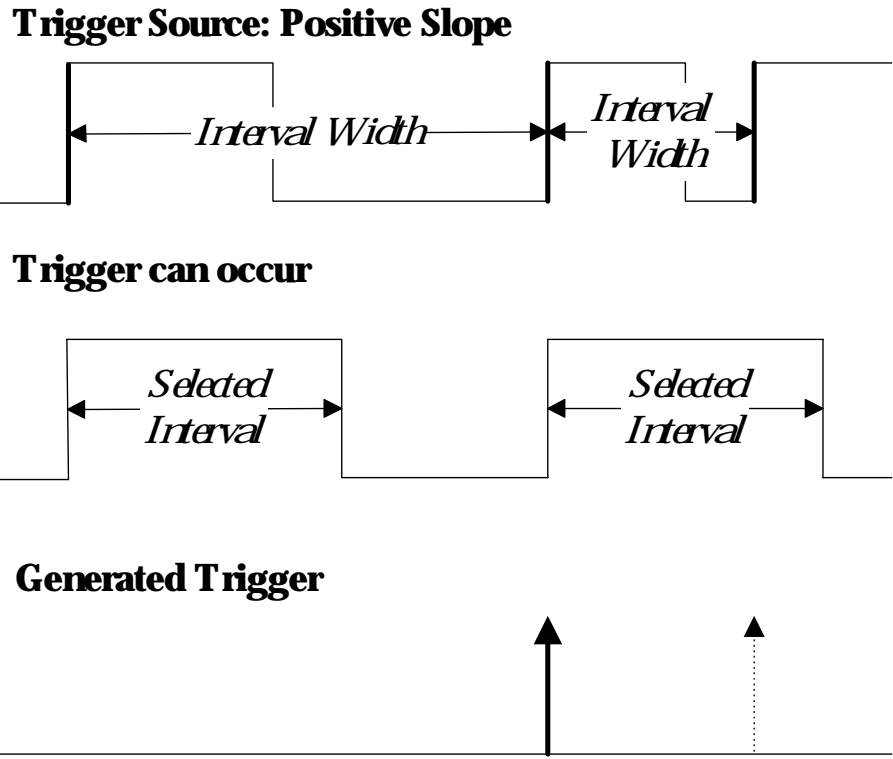 Trigger Source: Positive Slope
Interval Width
Interval
Width
Trigger can occur
Selected
Interval
Selected
Interval
Generated Trigger